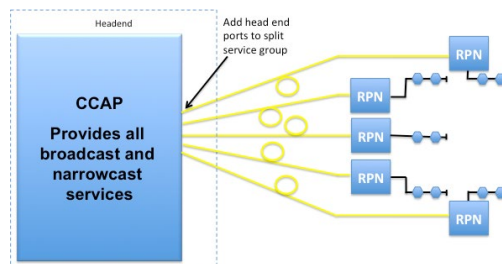 Headend
Add head end
ports to split
service group
CCAP
Provides all
broadcast and
narrowcast
services
RPN
RPN
RPN
RPN
RPN